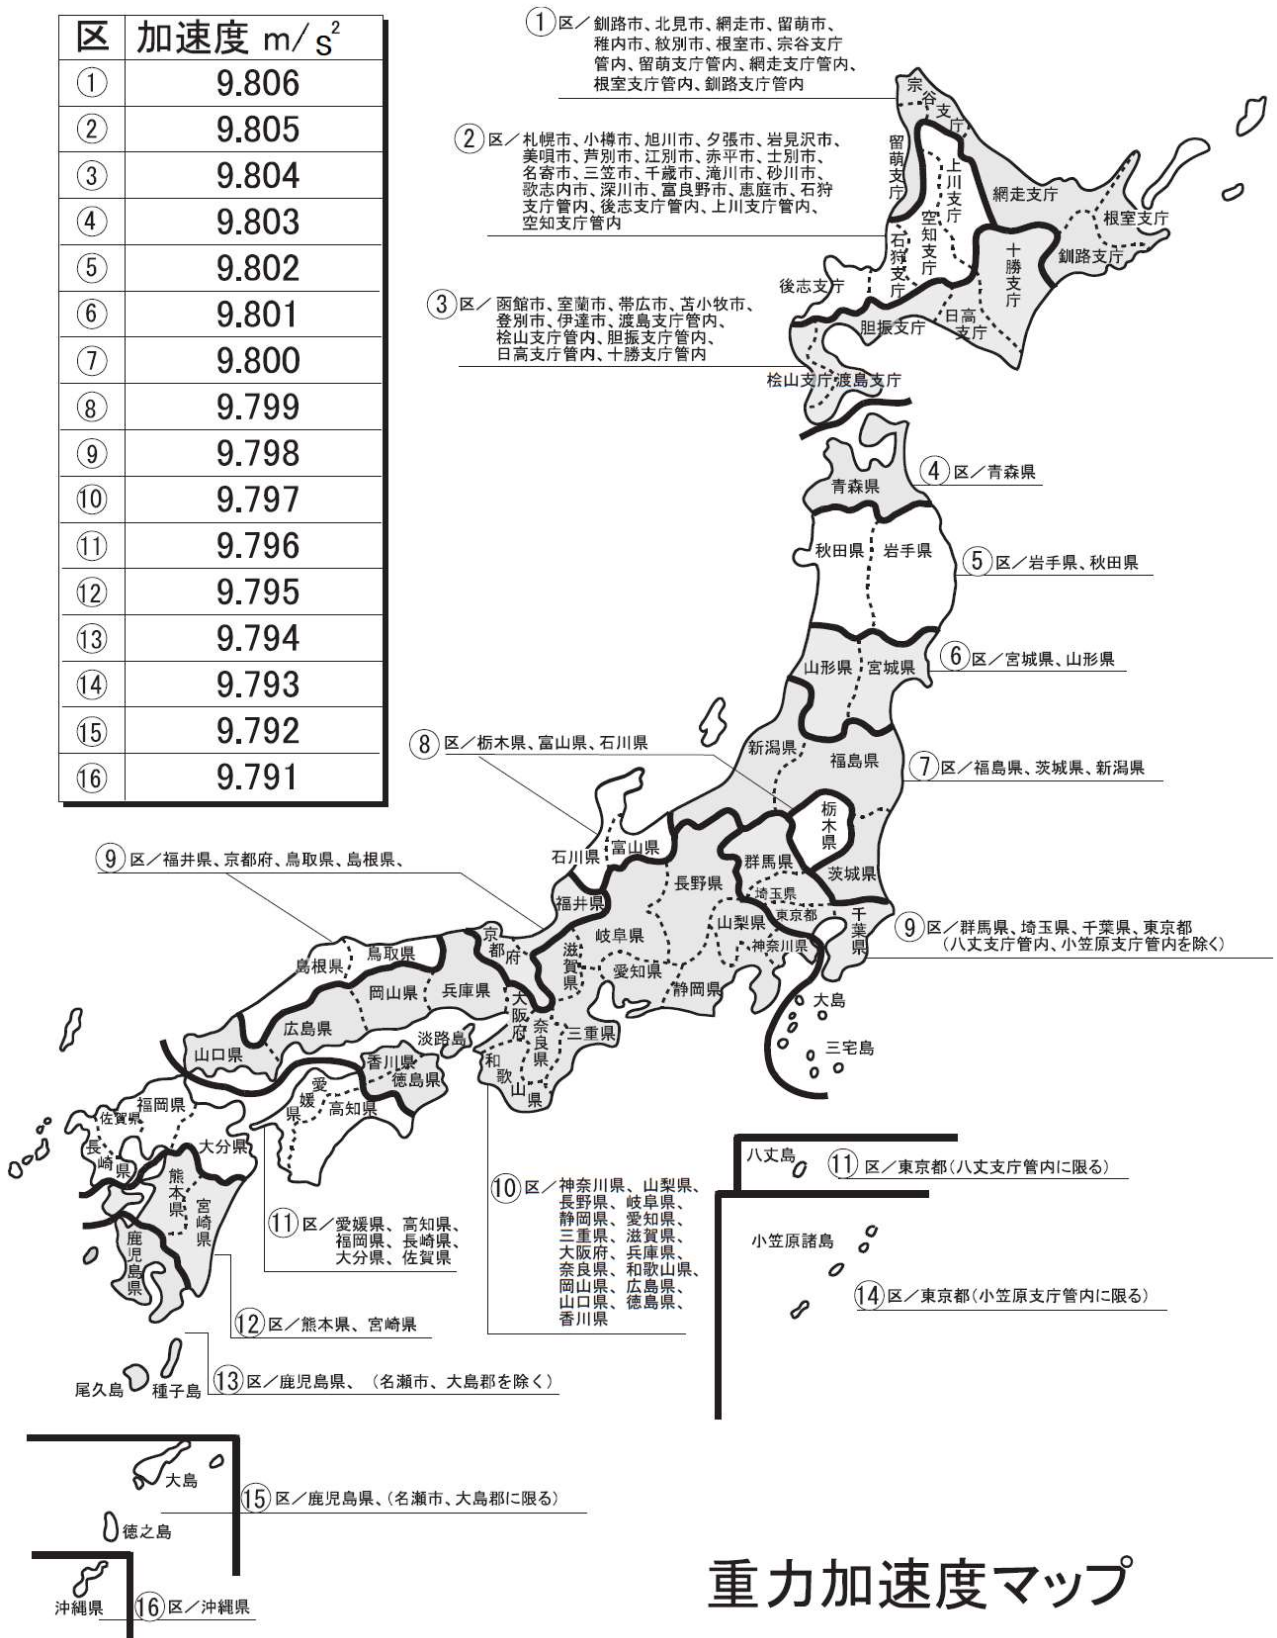 区 加速度 m/s²
① 9.806
② 9.805
③ 9.804
④ 9.803
⑤ 9.802
⑥ 9.801
⑦ 9.800
⑧ 9.799
⑨ 9.798
⑩ 9.797
⑪ 9.796
⑫ 9.795
⑬ 9.794
⑭ 9.793
⑮ 9.792
⑯ 9.791
①区/釧路市、北見市、網走市、留萌市、
稚内市、紋別市、根室市、宗谷支庁
管内、留萌支庁管内、網走支庁管内、
根室支庁管内、釧路支庁管内
②区/札幌市、小樽市、旭川市、夕張市、岩見沢市、
美唄市、芦別市、江別市、赤平市、士別市、
名寄市、三笠市、千歳市、滝川市、砂川市、
歌志内市、深川市、富良野市、恵庭市、石狩
支庁管内、後志支庁管内、上川支庁管内、
空知支庁管内
③区/函館市、室蘭市、帯広市、苫小牧市、
登別市、伊達市、渡島支庁管内、
桧山支庁管内、胆振支庁管内、
日高支庁管内、十勝支庁管内
宗谷支庁
留萌支庁
上川支庁
網走支庁
根室支庁
空知支庁
石狩支庁
十勝支庁
釧路支庁
後志支庁
胆振支庁
日高支庁
桧山支庁
渡島支庁
青森県
④区/青森県
秋田県
岩手県
⑤区/岩手県、秋田県
山形県
宮城県
⑥区/宮城県、山形県
⑧区/栃木県、富山県、石川県
新潟県
福島県
⑦区/福島県、茨城県、新潟県
栃木県
石川県
富山県
群馬県
茨城県
⑨区/福井県、京都府、鳥取県、島根県、
長野県
埼玉県
福井県
山梨県
東京都
千葉県
⑨区/群馬県、埼玉県、千葉県、東京都
(八丈支庁管内、小笠原支庁管内を除く)
京都府
岐阜県
神奈川県
滋賀県
鳥取県
島根県
愛知県
静岡県
岡山県
兵庫県
大阪府
大島
広島県
奈良県
三重県
淡路島
三宅島
山口県
香川県
和歌山県
徳島県
愛媛県
高知県
福岡県
佐賀県
大分県
長崎県
八丈島
⑪区/東京都(八丈支庁管内に限る)
熊本県
宮崎県
⑩区/神奈川県、山梨県、
長野県、岐阜県、
静岡県、愛知県、
三重県、滋賀県、
大阪府、兵庫県、
奈良県、和歌山県、
岡山県、広島県、
山口県、徳島県、
香川県
⑪区/愛媛県、高知県、
福岡県、長崎県、
大分県、佐賀県
鹿児島県
小笠原諸島
⑭区/東京都(小笠原支庁管内に限る)
⑫区/熊本県、宮崎県
尾久島
種子島
⑬区/鹿児島県、(名瀬市、大島郡を除く)
大島
⑮区/鹿児島県、(名瀬市、大島郡に限る)
徳之島
沖縄県
⑯区/沖縄県
重力加速度マップ